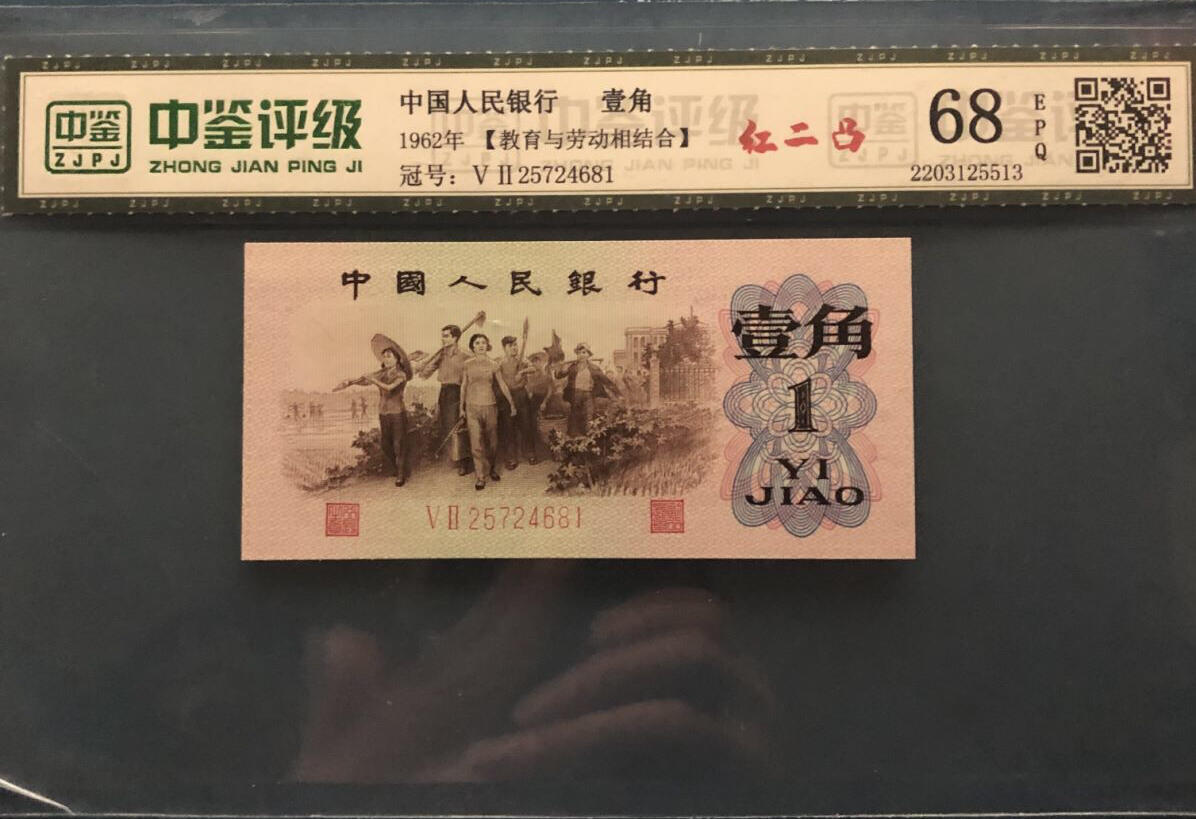 中鉴
ZJPJ
中鉴评级
ZHONG JIAN PING JI
中国人民银行 壹角
1962年 【教育与劳动相结合】
冠号: V II 25724681
红二凸
68
EPQ
2203125513
中國人民銀行
壹角
1
YI
JIAO
V II 25724681